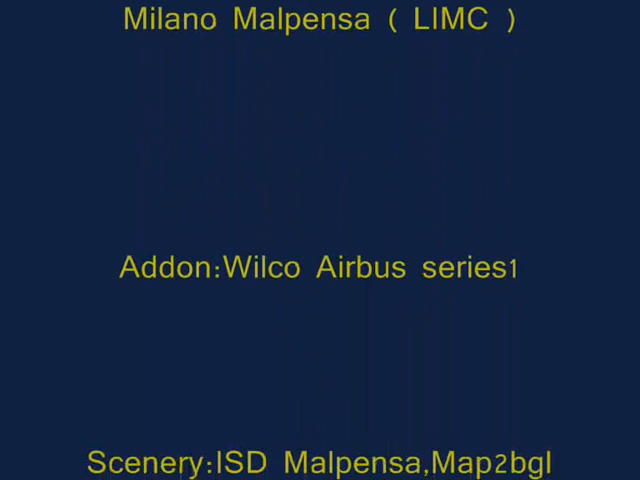 Milano Malpensa ( LIMC )
Addon:Wilco Airbus series1
Scenery:ISD Malpensa,Map2bgl